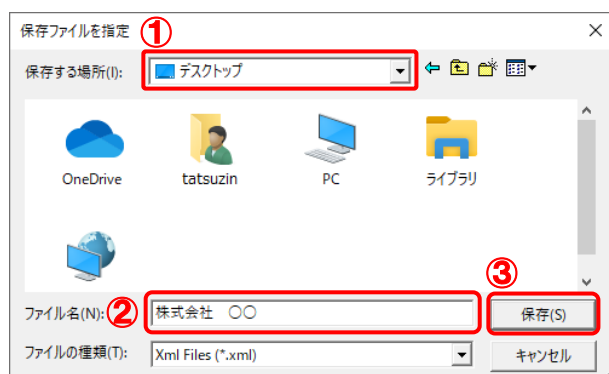 保存ファイルを指定 ①
保存する場所(I): デスクトップ
OneDrive tatsuzin PC ライブラリ
③
ファイル名(N): ② 株式会社 〇〇 保存(S)
ファイルの種類(T): Xml Files (*.xml) キャンセル